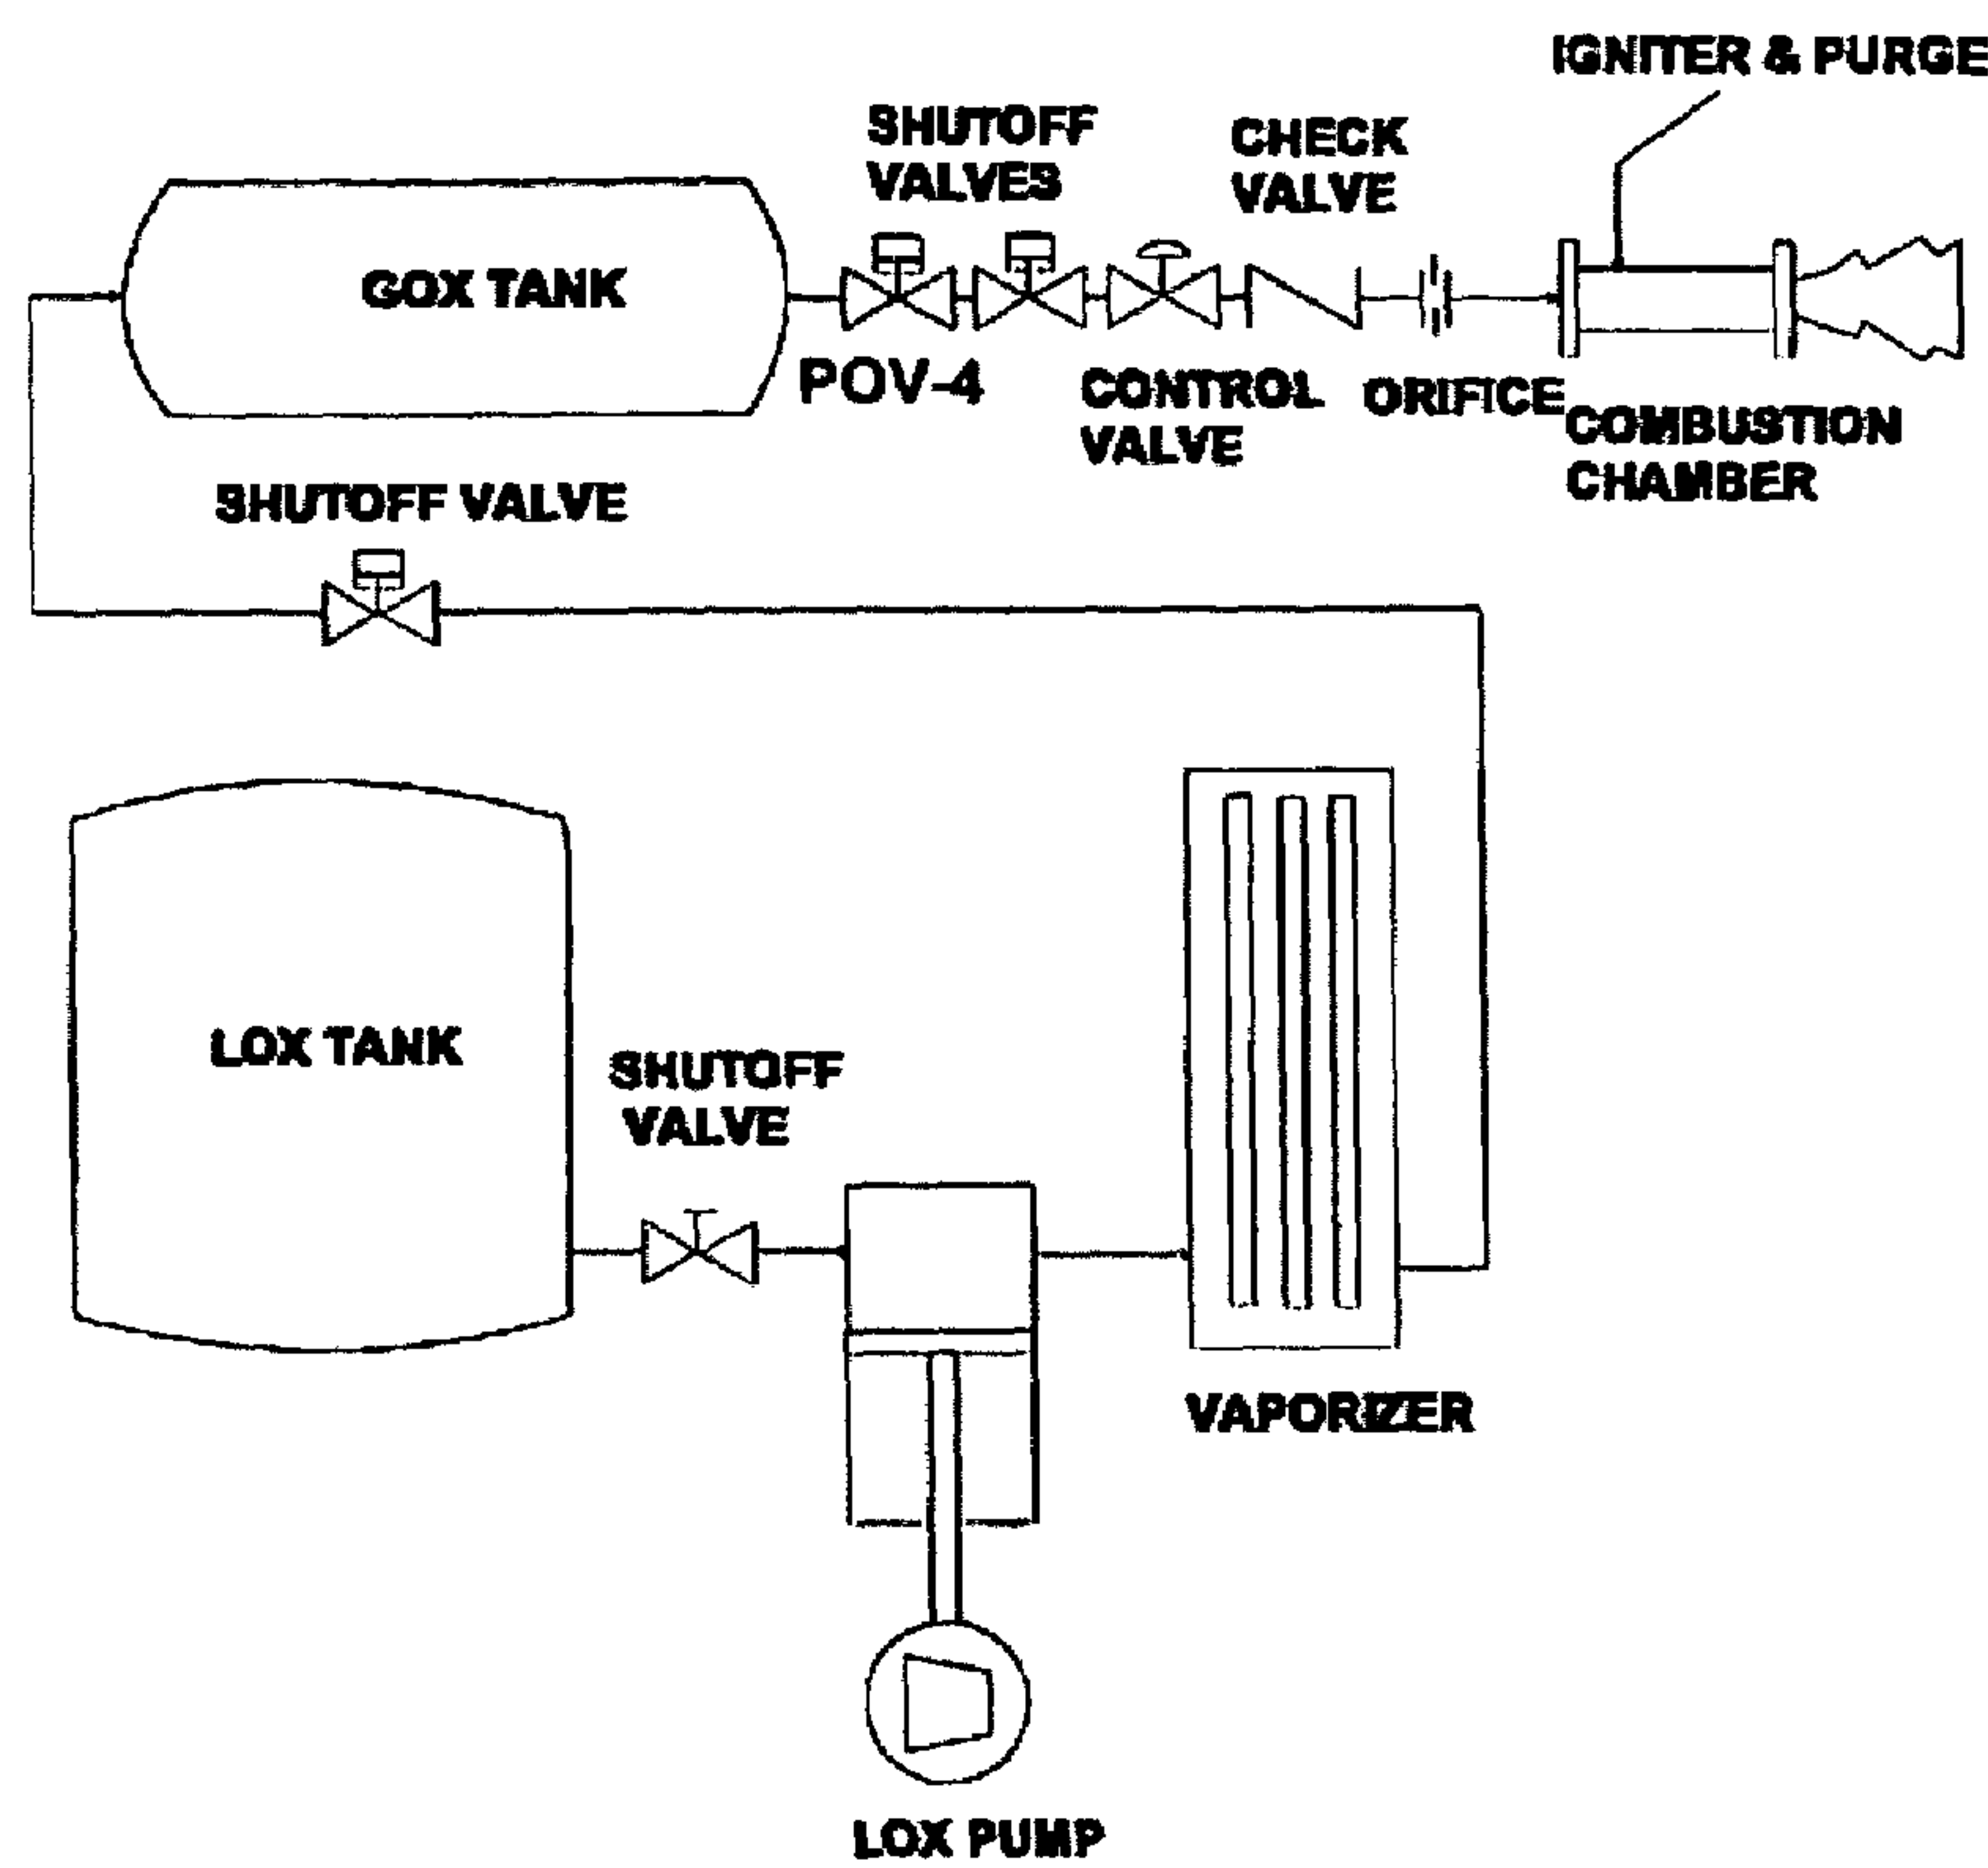 IGNITER & PURGE
SHUTOFF
VALVES
CHECK
VALVE
GOX TANK
POV-4
CONTROL
VALVE
ORIFICE
COMBUSTION
CHAMBER
SHUTOFF VALVE
LOX TANK
SHUTOFF
VALVE
VAPORIZER
LOX PUMP